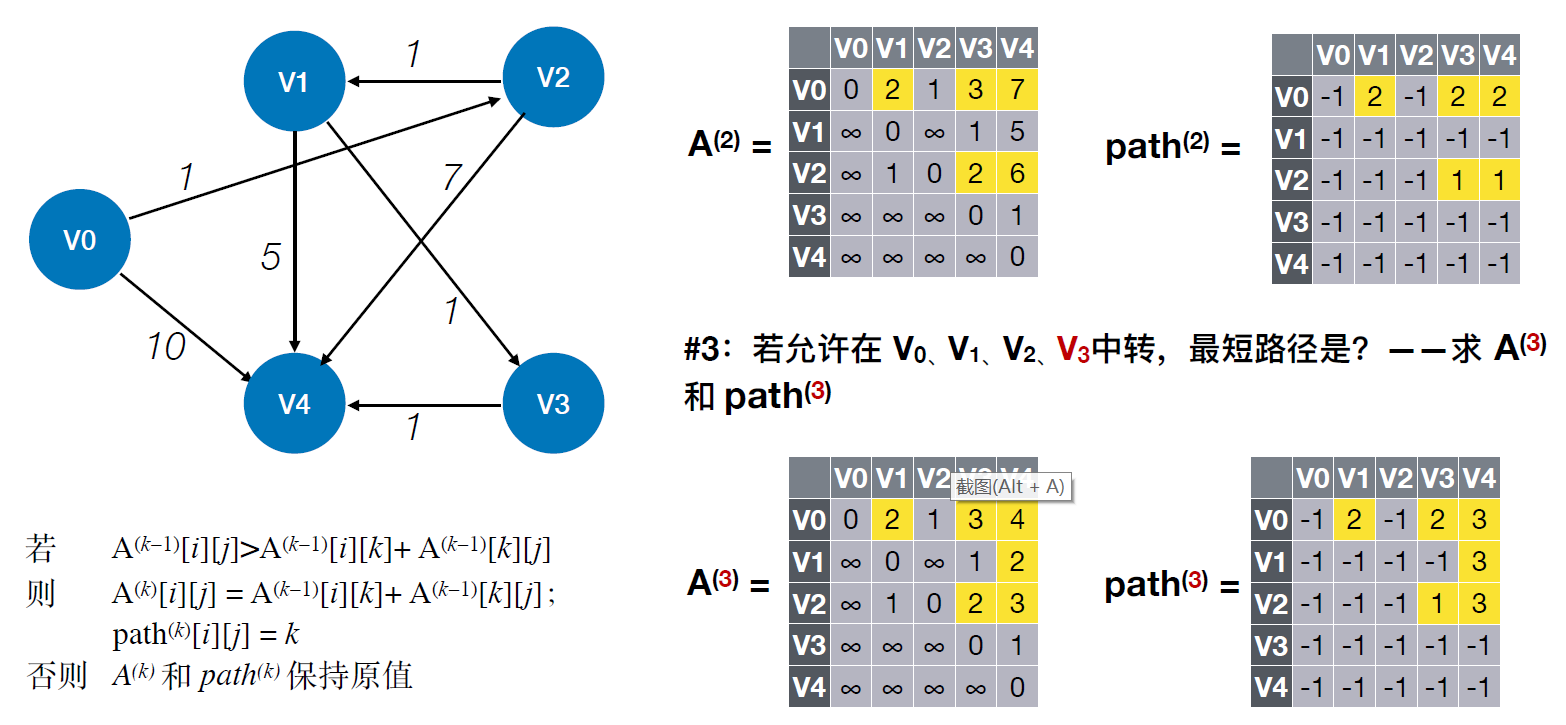 V1
V2
V0
V4
V3
1
1
7
5
1
10
1
A(2) =
V0 V1 V2 V3 V4
V0 0 2 1 3 7
V1 ∞ 0 ∞ 1 5
V2 ∞ 1 0 2 6
V3 ∞ ∞ ∞ 0 1
V4 ∞ ∞ ∞ ∞ 0
path(2) =
V0 V1 V2 V3 V4
V0 -1 2 -1 2 2
V1 -1 -1 -1 -1 -1
V2 -1 -1 -1 1 1
V3 -1 -1 -1 -1 -1
V4 -1 -1 -1 -1 -1
#3：若允许在 V0、V1、V2、V3中转，最短路径是？——求 A(3)
和 path(3)
A(3) =
V0 V1 V2
截图(Alt + A)
V0 0 2 1 3 4
V1 ∞ 0 ∞ 1 2
V2 ∞ 1 0 2 3
V3 ∞ ∞ ∞ 0 1
V4 ∞ ∞ ∞ ∞ 0
path(3) =
V0 V1 V2 V3 V4
V0 -1 2 -1 2 3
V1 -1 -1 -1 -1 3
V2 -1 -1 -1 1 3
V3 -1 -1 -1 -1 -1
V4 -1 -1 -1 -1 -1
若 A(k−1)[i][j]>A(k−1)[i][k]+ A(k−1)[k][j]
则 A(k)[i][j] = A(k−1)[i][k]+ A(k−1)[k][j];
path(k)[i][j] = k
否则 A(k) 和 path(k) 保持原值